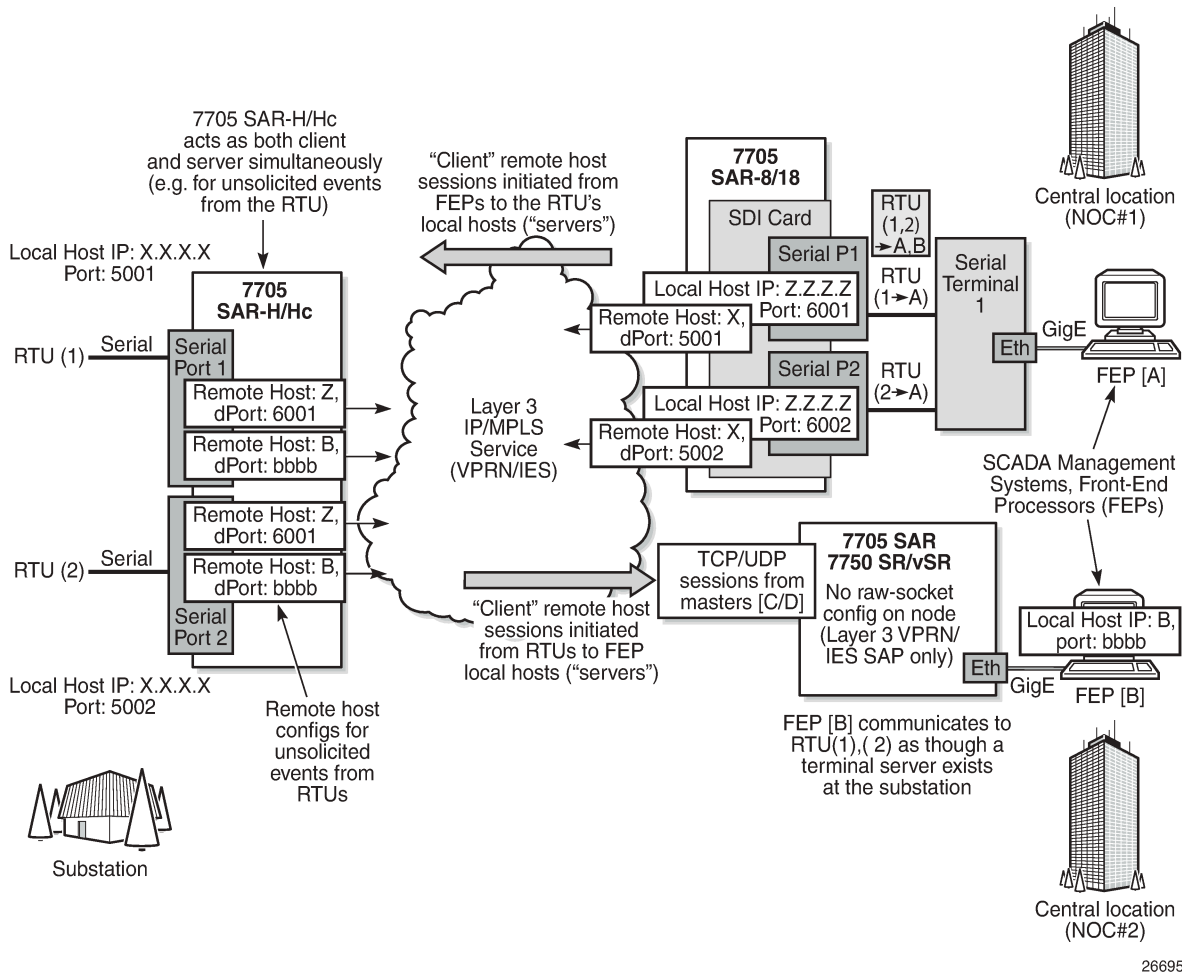 7705 SAR-H/Hc
acts as both client
and server simultaneously
(e.g. for unsolicited events
from the RTU)
Local Host IP: X.X.X.X
Port: 5001
7705
SAR-H/Hc
RTU (1)
Serial
Serial
Port 1
Remote Host: Z,
dPort: 6001
Remote Host: B,
dPort: bbbb
Remote Host: Z,
dPort: 6001
RTU (2)
Serial
Remote Host: B,
dPort: bbbb
Serial
Port 2
Local Host IP: X.X.X.X
Port: 5002
Remote host
configs for
unsolicited
events from
RTUs
Substation
“Client” remote host
sessions initiated from
FEPs to the RTU’s
local hosts (“servers”)
Layer 3
IP/MPLS
Service
(VPRN/IES)
“Client” remote host
sessions initiated
from RTUs to FEP
local hosts (“servers”)
7705
SAR-8/18
SDI Card
Serial P1
Local Host IP: Z.Z.Z.Z
Port: 6001
Remote Host: X,
dPort: 5001
Serial P2
Local Host IP: Z.Z.Z.Z
Port: 6002
Remote Host: X,
dPort: 5002
RTU
(1,2)
→A,B
RTU
(1→A)
RTU
(2→A)
Serial
Terminal
1
Eth
GigE
FEP [A]
Central location
(NOC#1)
SCADA Management
Systems, Front-End
Processors (FEPs)
TCP/UDP
sessions from
masters [C/D]
7705 SAR
7750 SR/vSR
No raw-socket
config on node
(Layer 3 VPRN/
IES SAP only)
Eth
GigE
Local Host IP: B,
port: bbbb
FEP [B]
FEP [B] communicates to
RTU(1),( 2) as though a
terminal server exists
at the substation
Central location
(NOC#2)
26695